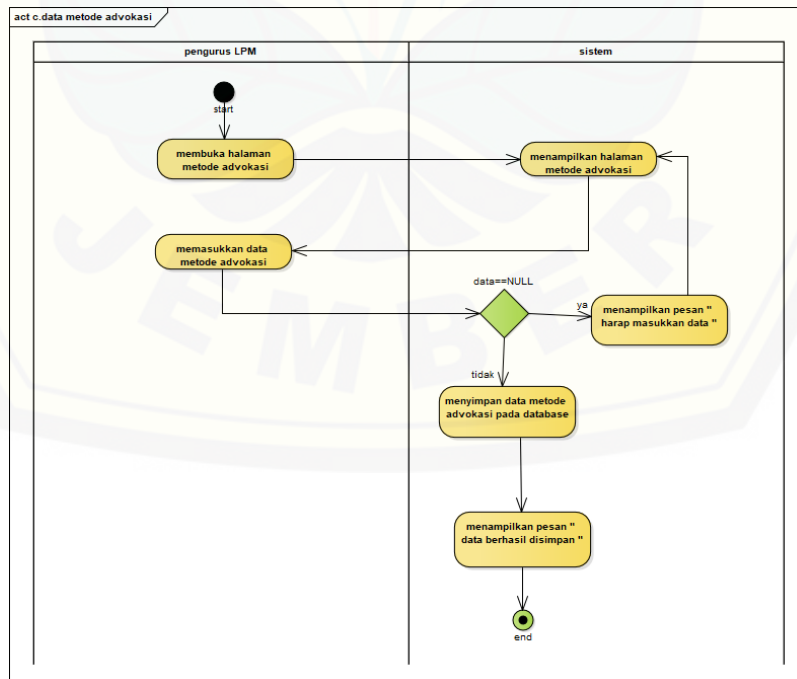 act c.data metode advokasi
pengurus LPM
sistem
start
membuka halaman
metode advokasi
menampilkan halaman
metode advokasi
memasukkan data
metode advokasi
data==NULL
ya
menampilkan pesan "
harap masukkan data "
tidak
menyimpan data metode
advokasi pada database
menampilkan pesan "
data berhasil disimpan "
end
JEMBER